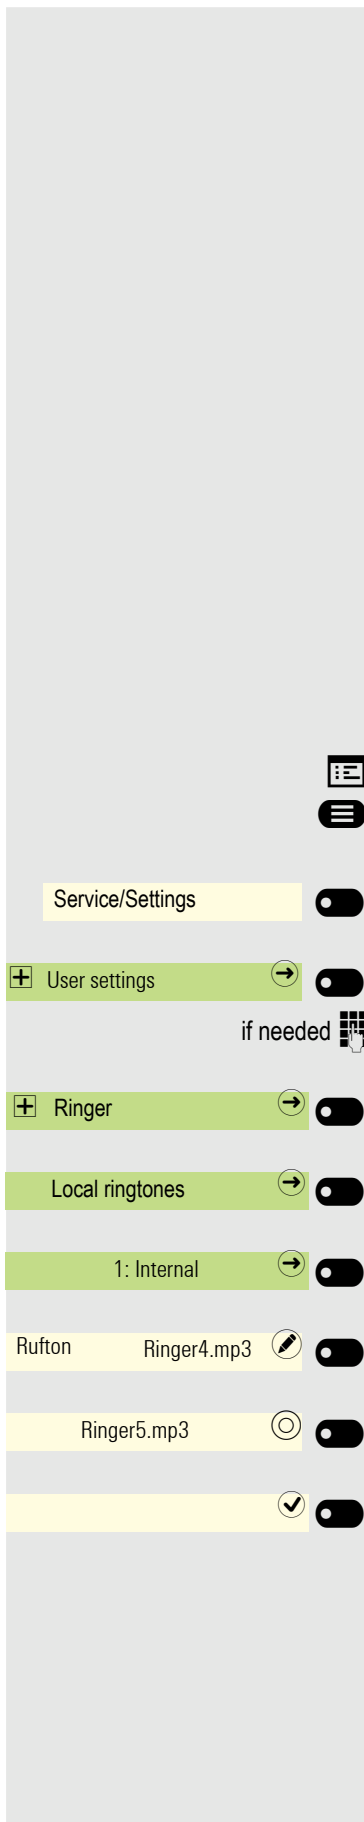 Service/Settings
User settings
if needed
Ringer
Local ringtones
1: Internal
Rufton Ringer4.mp3
Ringer5.mp3